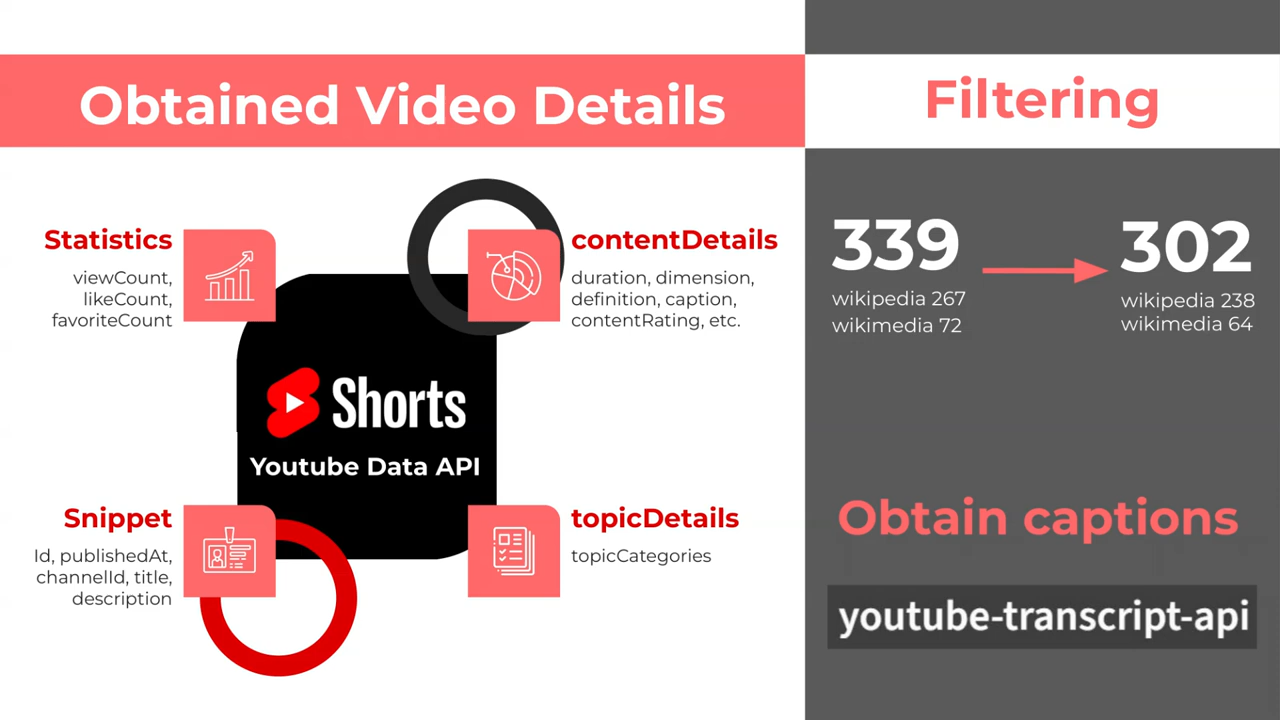 Obtained Video Details
Statistics
viewCount,
likeCount,
favoriteCount
contentDetails
duration, dimension,
definition, caption,
contentRating, etc.
Shorts
Youtube Data API
Snippet
Id, publishedAt,
channelId, title,
description
topicDetails
topicCategories
Filtering
339
wikipedia 267
wikimedia 72
302
wikipedia 238
wikimedia 64
Obtain captions
youtube-transcript-api